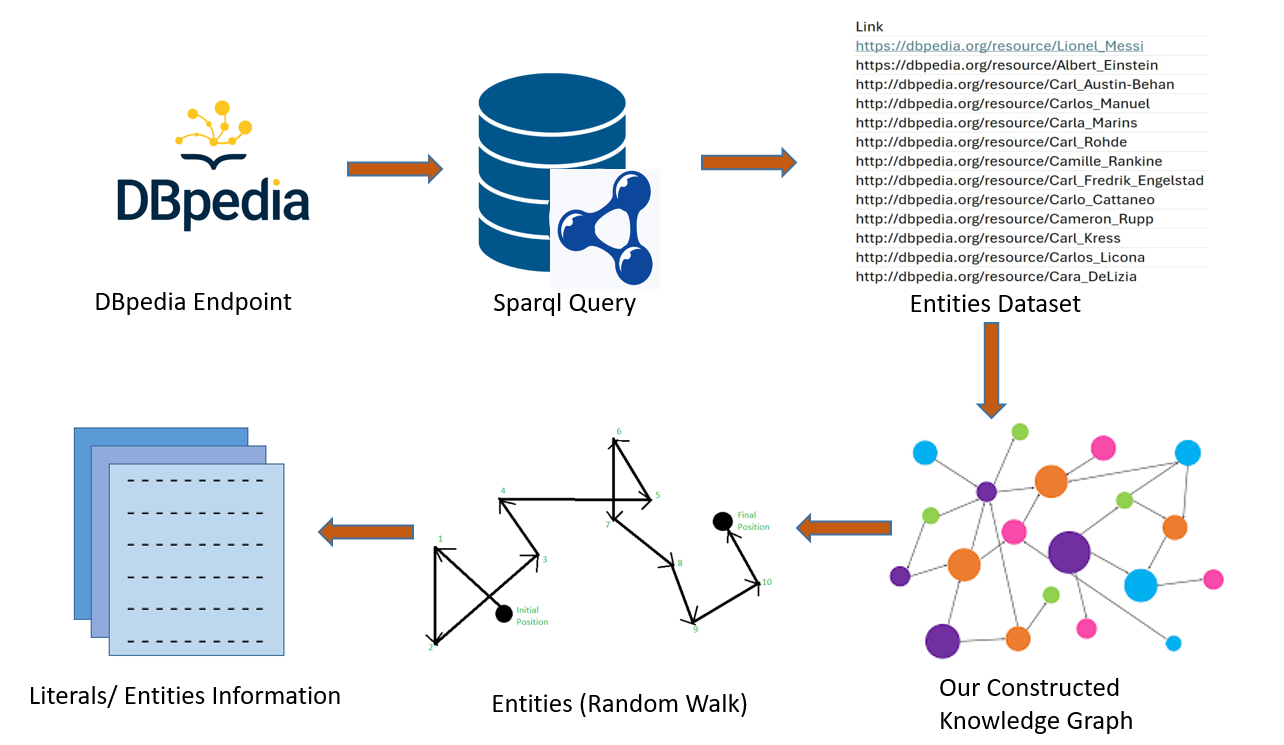 DBpedia
DBpedia Endpoint
Sparql Query
Link
https://dbpedia.org/resource/Lionel_Messi
https://dbpedia.org/resource/Albert_Einstein
http://dbpedia.org/resource/Carl_Austin-Behan
http://dbpedia.org/resource/Carlos_Manuel
http://dbpedia.org/resource/Carla_Marins
http://dbpedia.org/resource/Carl_Rohde
http://dbpedia.org/resource/Camille_Rankine
http://dbpedia.org/resource/Carl_Fredrik_Engelstad
http://dbpedia.org/resource/Carlo_Cattaneo
http://dbpedia.org/resource/Cameron_Rupp
http://dbpedia.org/resource/Carl_Kress
http://dbpedia.org/resource/Carlos_Licona
http://dbpedia.org/resource/Cara_DeLizia
Entities Dataset
Our Constructed
Knowledge Graph
Initial
Position
1
2
3
4
5
6
7
8
9
10
Final
Position
Entities (Random Walk)
Literals/ Entities Information